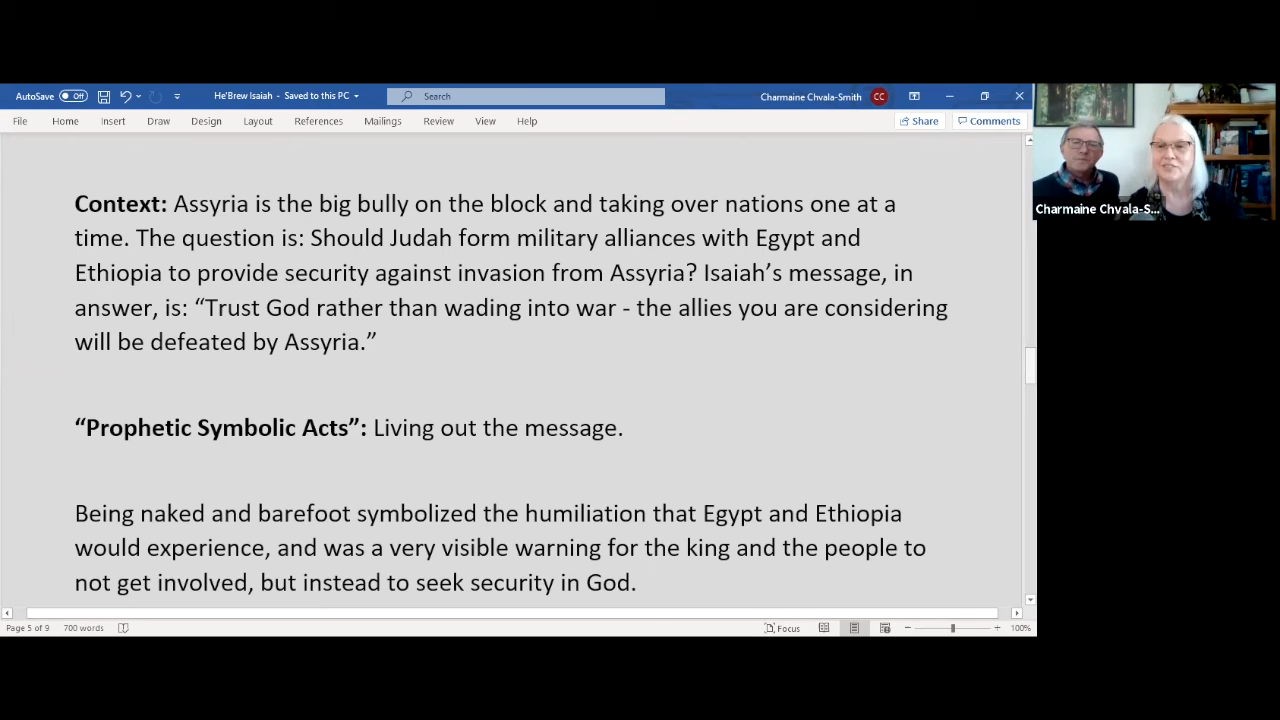 AutoSave Off He'Brew Isaiah - Saved to this PC Search Charmaine Chvala-Smith CC
File Home Insert Draw Design Layout References Mailings Review View Help Share Comments
Context: Assyria is the big bully on the block and taking over nations one at a
time. The question is: Should Judah form military alliances with Egypt and
Ethiopia to provide security against invasion from Assyria? Isaiah’s message, in
answer, is: “Trust God rather than wading into war - the allies you are considering
will be defeated by Assyria.”
“Prophetic Symbolic Acts”: Living out the message.
Being naked and barefoot symbolized the humiliation that Egypt and Ethiopia
would experience, and was a very visible warning for the king and the people to
not get involved, but instead to seek security in God.
Page 5 of 9 700 words Focus 100%
Charmaine Chvala-S...